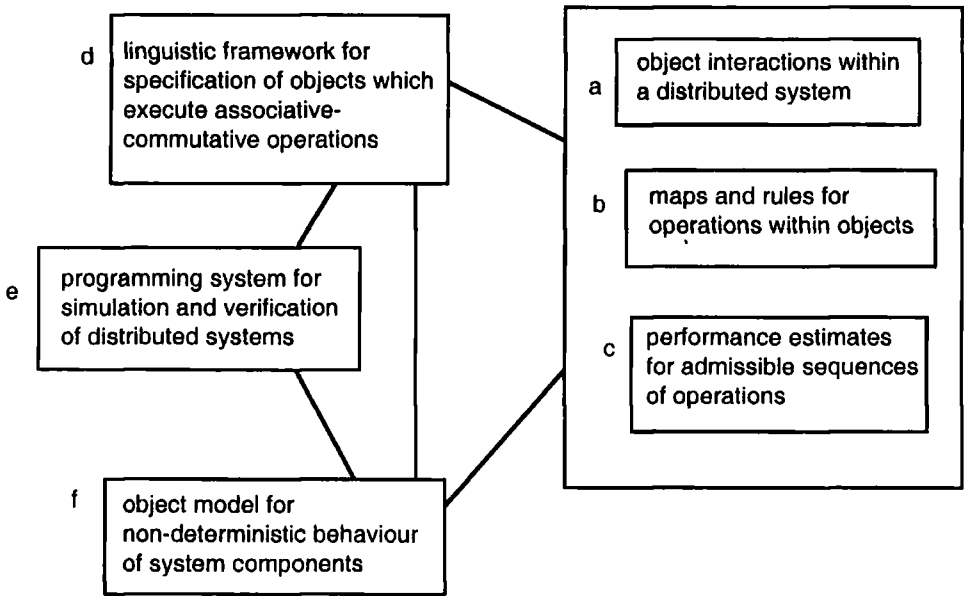 d
linguistic framework for
specification of objects which
execute associative-
commutative operations
e
programming system for
simulation and verification
of distributed systems
f
object model for
non-deterministic behaviour
of system components
a
object interactions within
a distributed system
b
maps and rules for
operations within objects
c
performance estimates
for admissible sequences
of operations